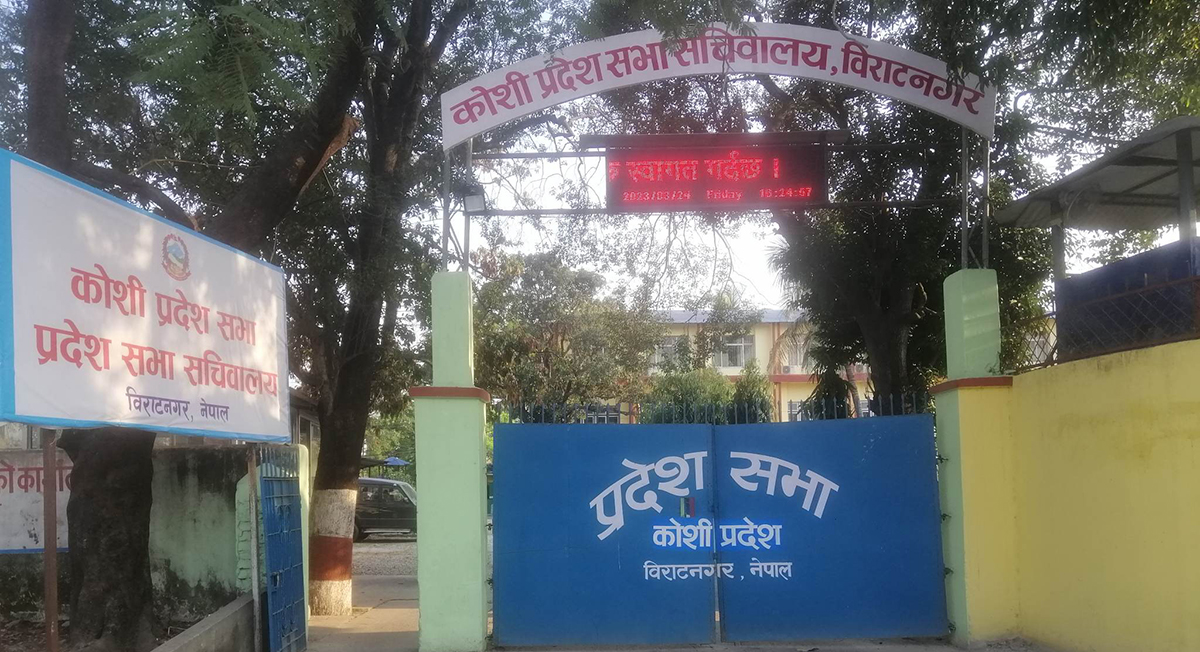 कोशी प्रदेश सभा सचिवालय, विराटनगर
स्वागत गर्दछ ।
2023/03/24 Friday 16:24:57
कोशी प्रदेश सभा
प्रदेश सभा सचिवालय
विराटनगर, नेपाल
प्रदेश सभा
कोशी प्रदेश
विराटनगर, नेपाल